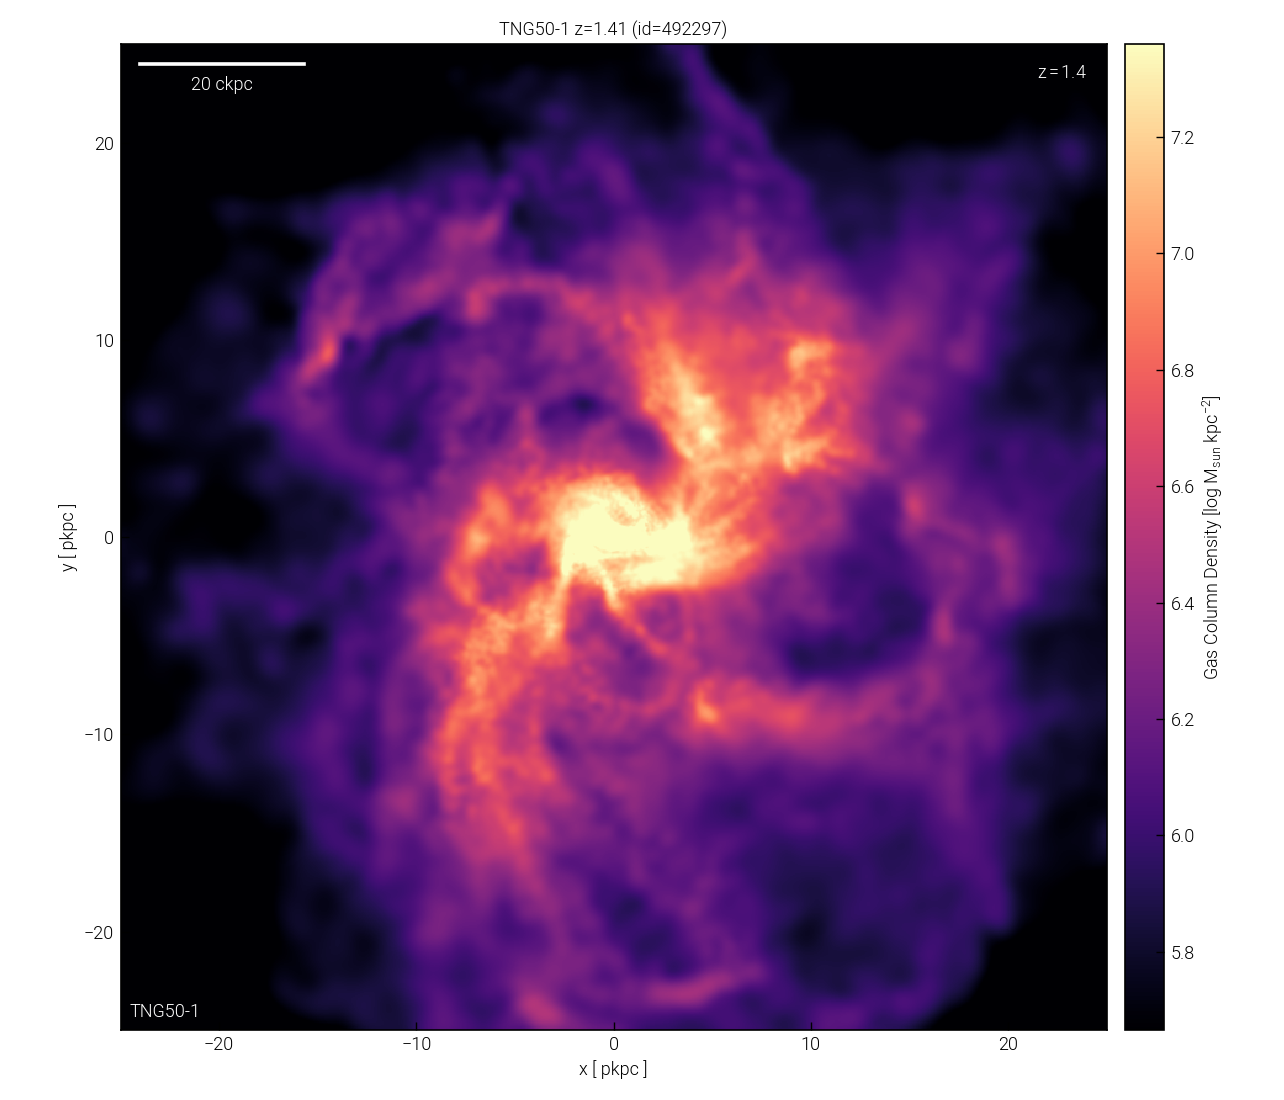 TNG50-1 z=1.41 (id=492297)
20 ckpc
z = 1.4
20
10
0
−10
−20
y [ pkpc ]
TNG50-1
−20
−10
0
10
20
x [ pkpc ]
7.2
7.0
6.8
6.6
6.4
6.2
6.0
5.8
Gas Column Density [log Msun kpc−2]